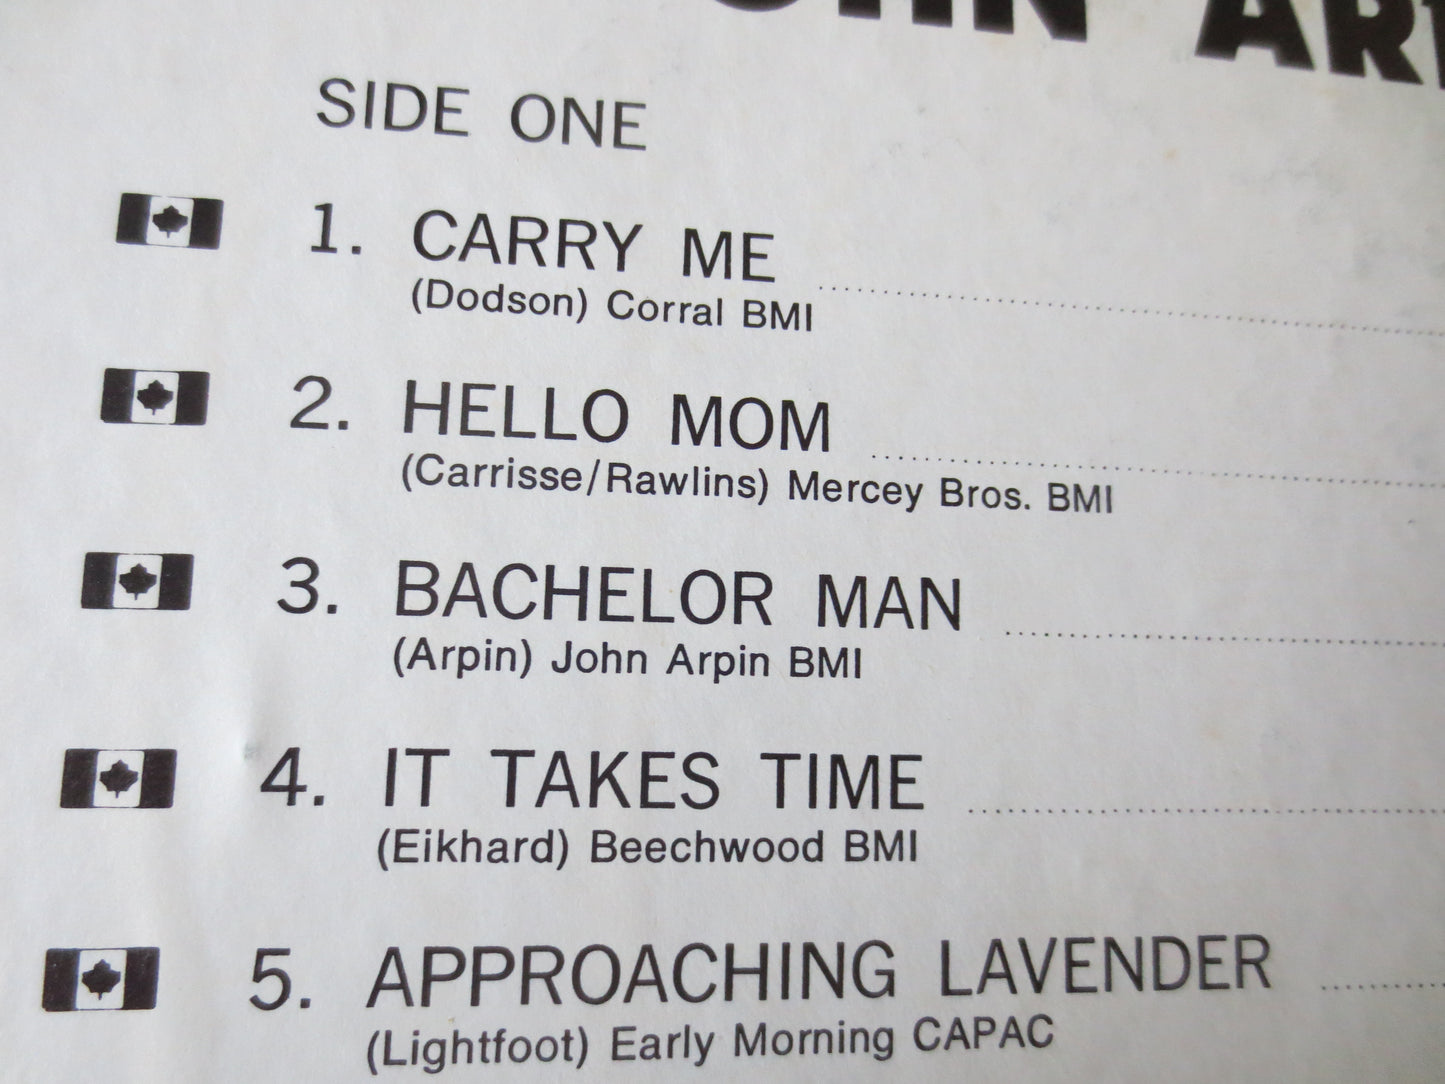 SIDE ONE
1. CARRY ME
(Dodson) Corral BMI
2. HELLO MOM
(Carrisse/Rawlins) Mercey Bros. BMI
3. BACHELOR MAN
(Arpin) John Arpin BMI
4. IT TAKES TIME
(Eikhard) Beechwood BMI
5. APPROACHING LAVENDER
(Lightfoot) Early Morning CAPAC